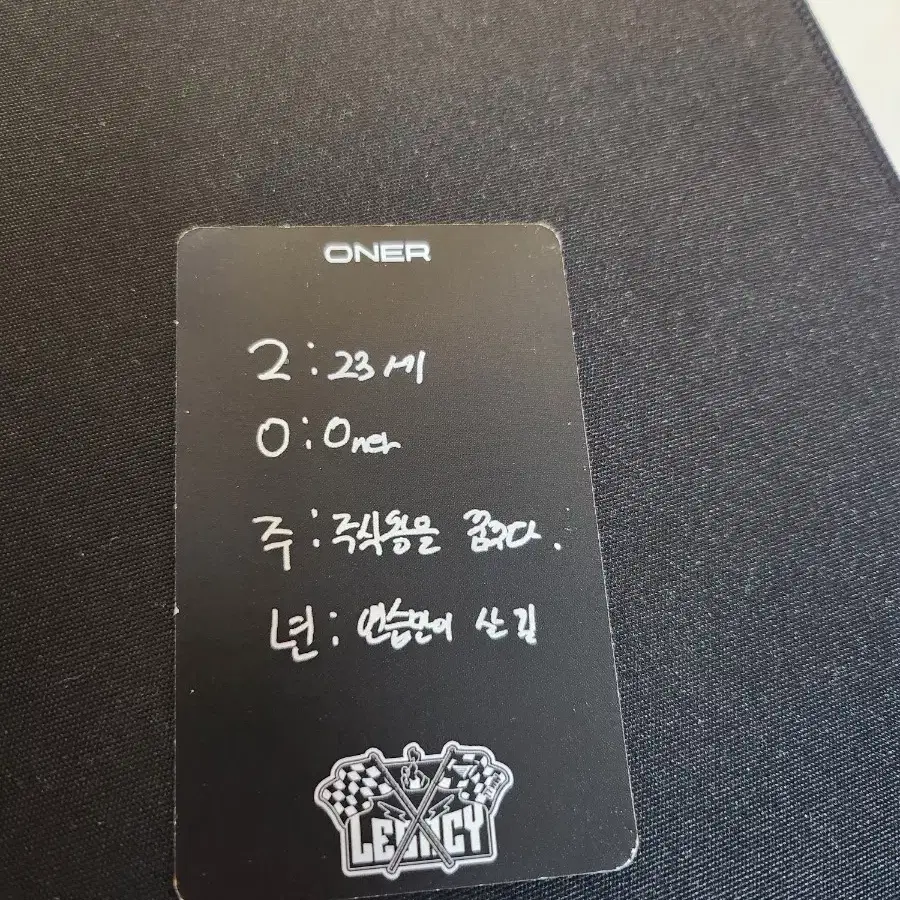 ONER
2 : 23세
0 : Oner
주 : 주식왕을 꿈꾸다.
년 : 연습만이 살 길
LEGACY